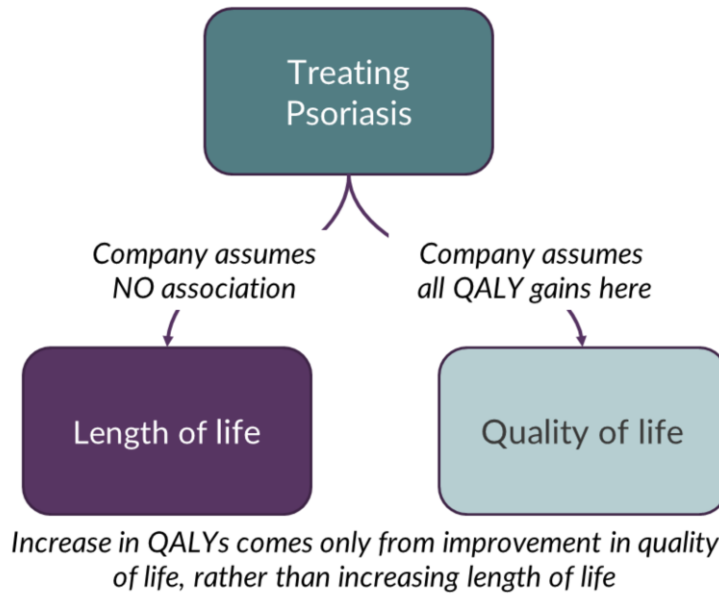 Treating
Psoriasis
Company assumes
NO association
Company assumes
all QALY gains here
Length of life
Quality of life
Increase in QALYs comes only from improvement in quality
of life, rather than increasing length of life